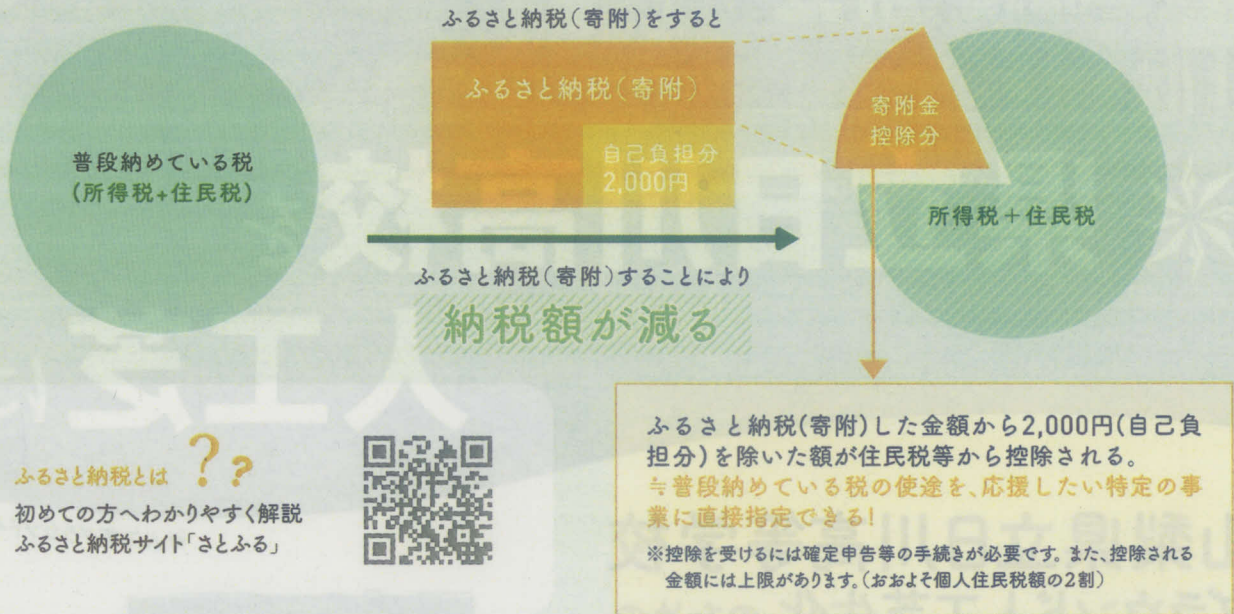 ふるさと納税(寄附)をすると
普段納めている税
(所得税+住民税)
ふるさと納税(寄附)
自己負担分
2,000円
寄附金
控除分
所得税+住民税
ふるさと納税(寄附)することにより
納税額が減る
ふるさと納税とは??
初めての方へわかりやすく解説
ふるさと納税サイト「さとふる」
ふるさと納税(寄附)した金額から2,000円(自己負
担分)を除いた額が住民税等から控除される。
≒普段納めている税の使途を、応援したい特定の事
業に直接指定できる!
※控除を受けるには確定申告等の手続きが必要です。また、控除される
金額には上限があります。(おおよそ個人住民税額の2割)